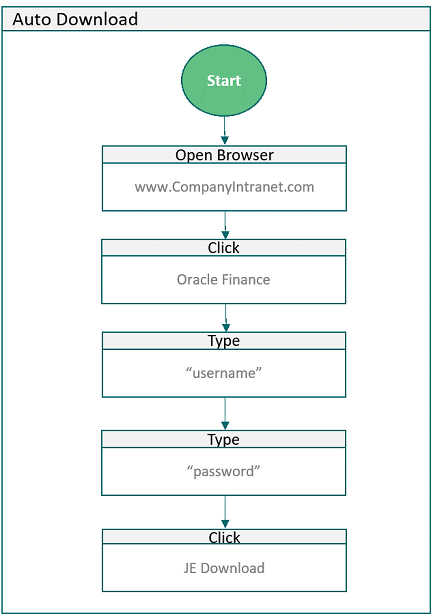 Auto Download
Start
Open Browser
www.CompanyIntranet.com
Click
Oracle Finance
Type
“username”
Type
“password”
Click
JE Download